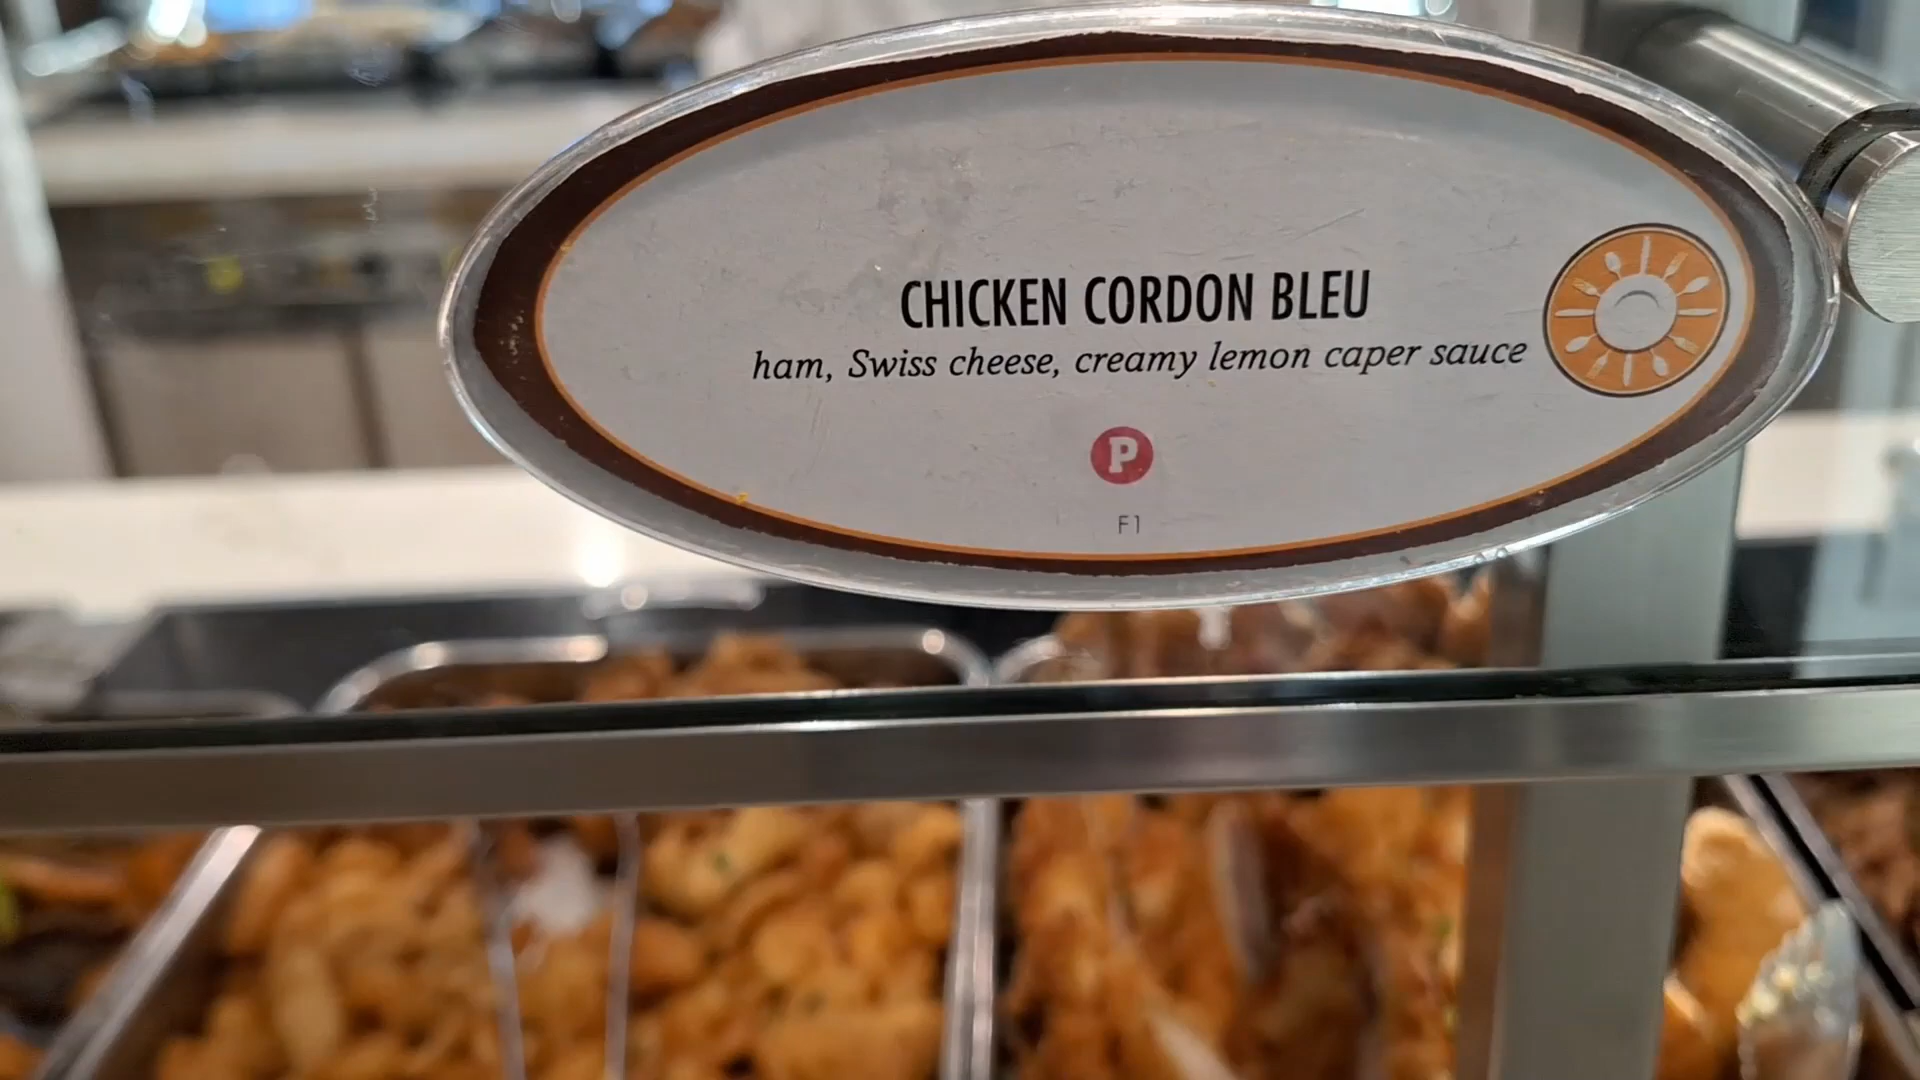 CHICKEN CORDON BLEU
ham, Swiss cheese, creamy lemon caper sauce
P
F1